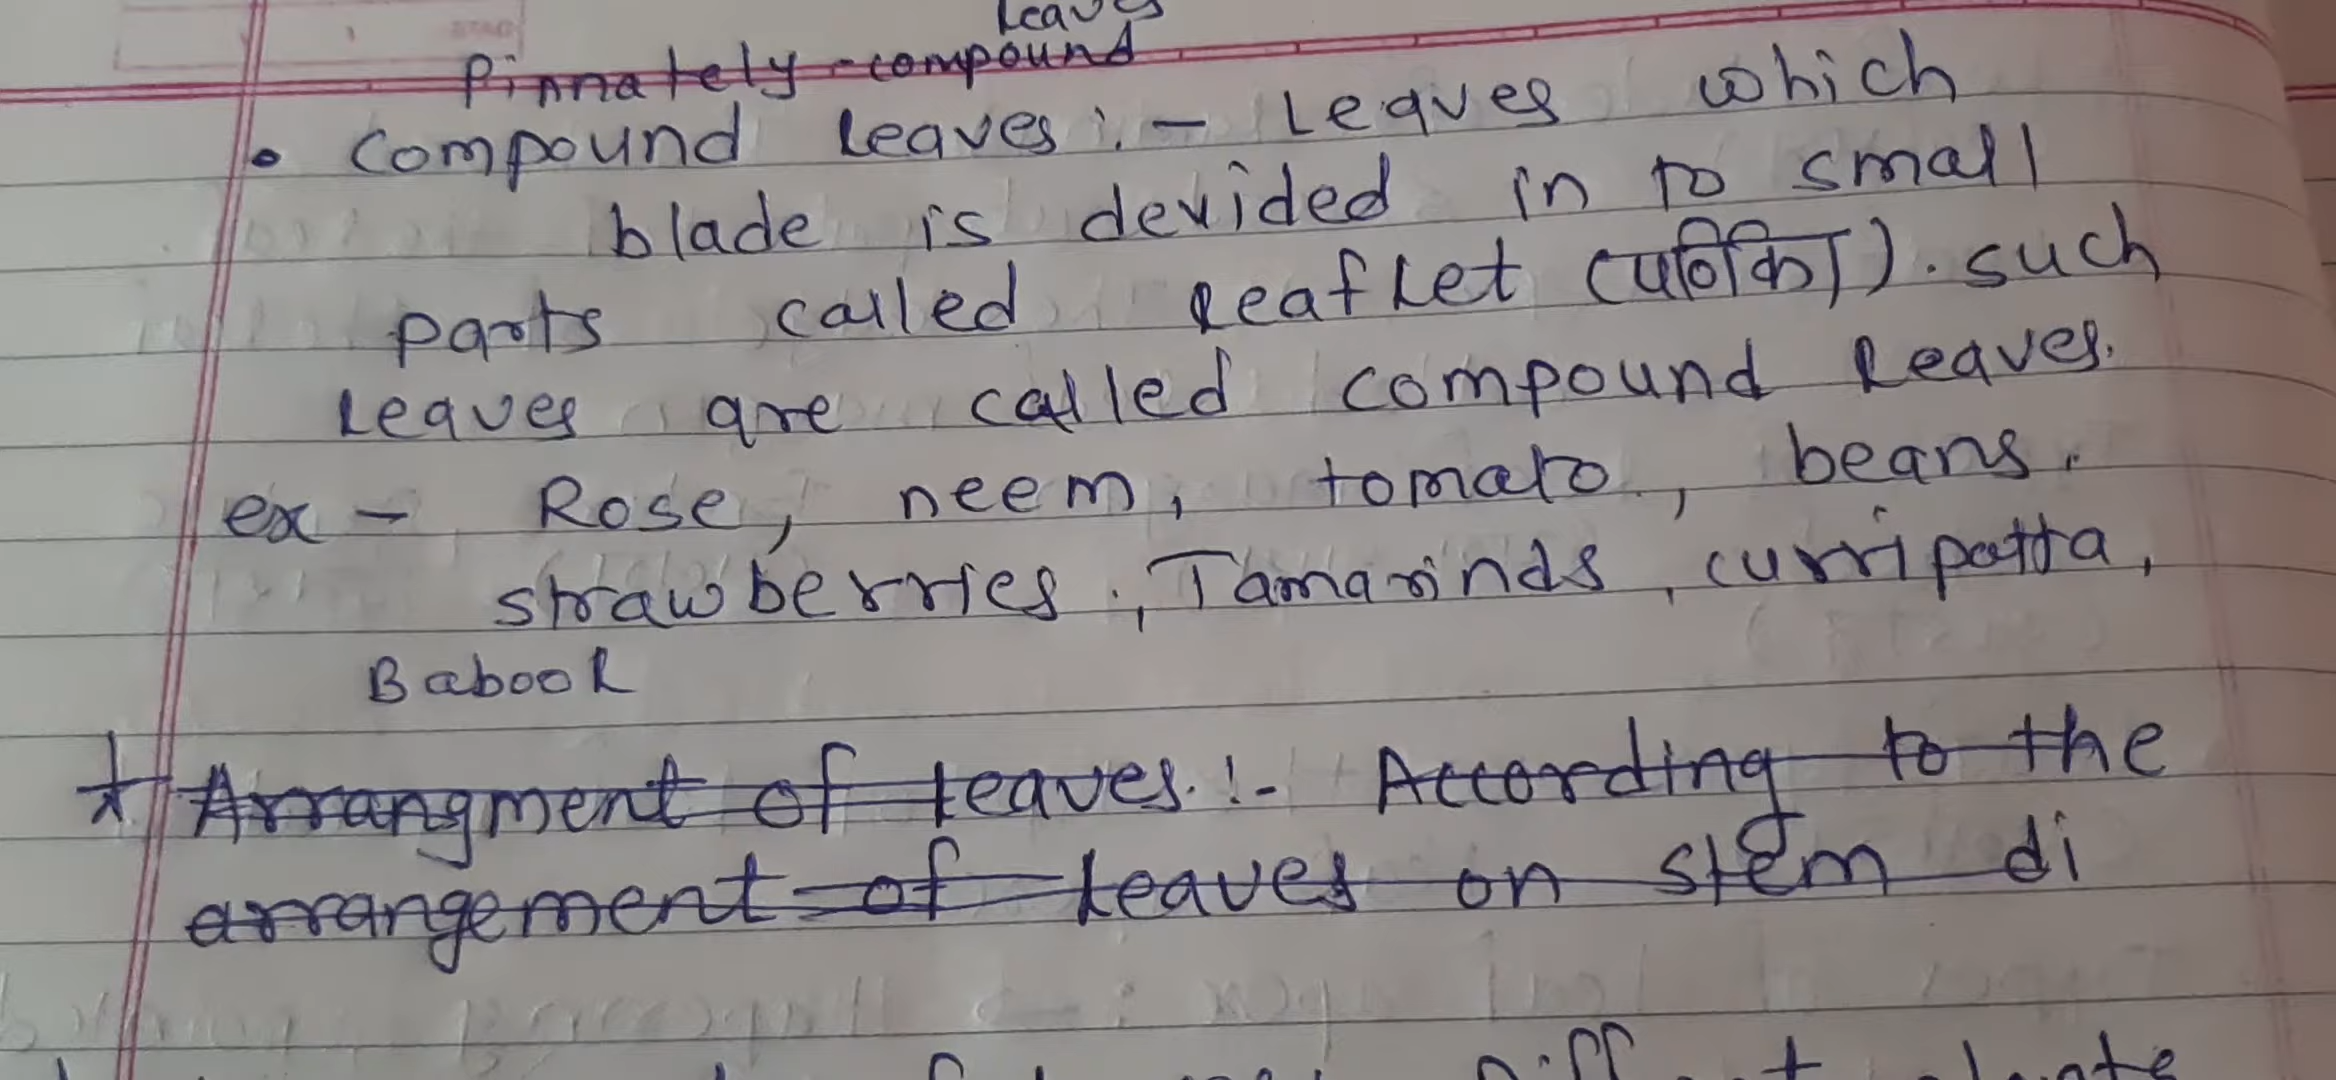 Leaves
Pinnately compound
• Compound leaves :- Leaves which
blade is devided in to small
parts called leaflet (). such
leaves are called compound leaves.
ex - Rose, neem, tomato, beans.
strawberries, Tamarinds, curripatta,
Babool
* Arrangment of leaves :- According to the
arrangement of leaves on stem di